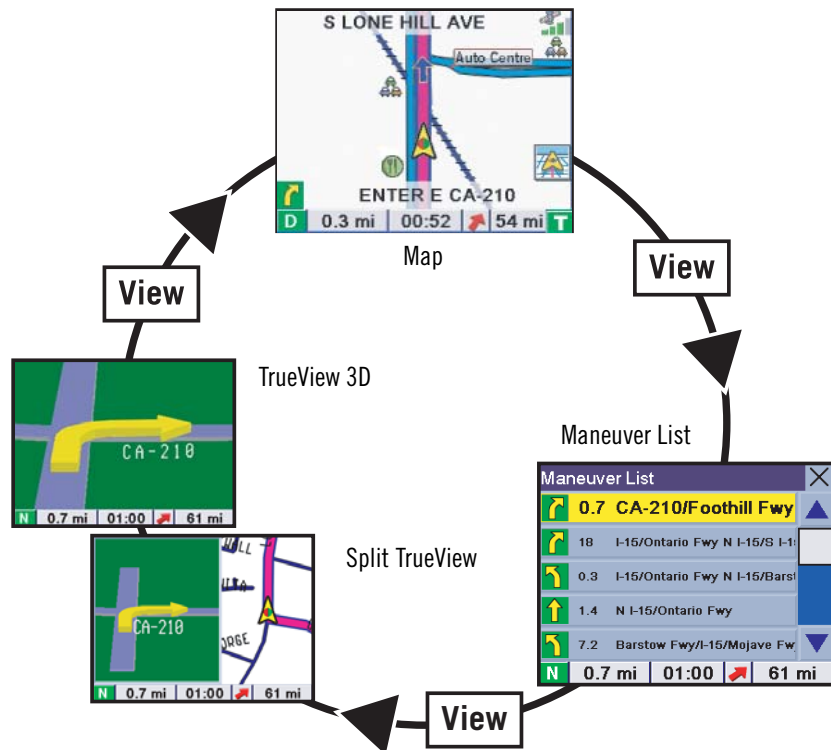 S LONE HILL AVE
Auto Centre
ENTER E CA-210
D 0.3 mi 00:52 54 mi T
Map
View
View
TrueView 3D
CA-210
N 0.7 mi 01:00 61 mi
Maneuver List
Maneuver List
0.7 CA-210/Foothill Fwy
18 I-15/Ontario Fwy N I-15/S
0.3 I-15/Ontario Fwy N I-15/Bars
1.4 N I-15/Ontario Fwy
7.2 Barstow Fwy/I-15/Mojave Fw
N 0.7 mi 01:00 61 mi
Split TrueView
CA-210
N 0.7 mi 01:00 61 mi
View